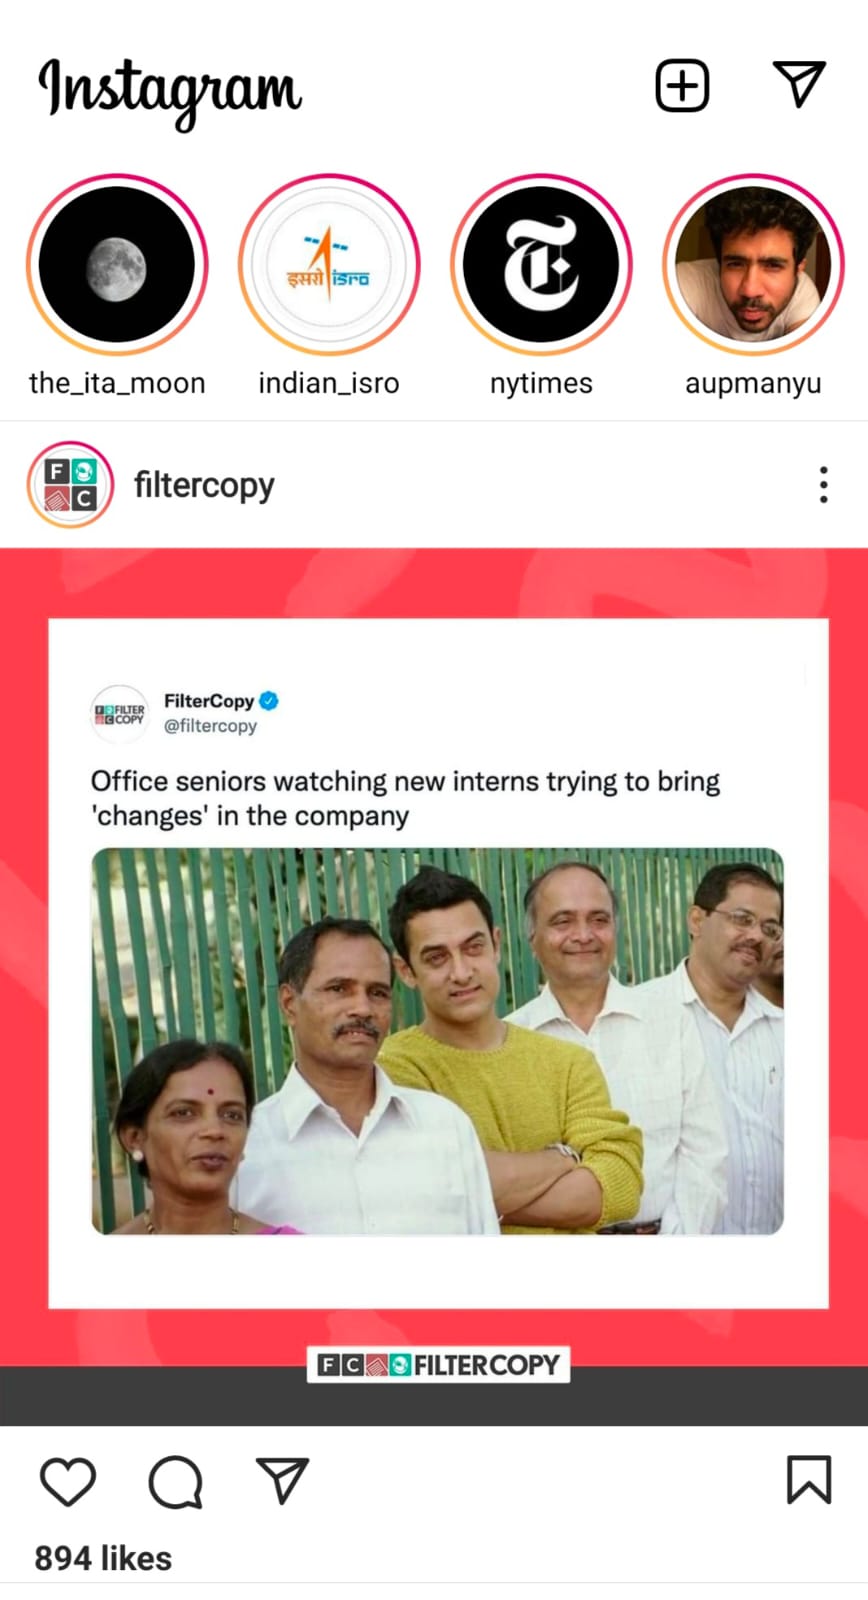 Instagram
इसरो isro
the_ita_moon
indian_isro
nytimes
aupmanyu
F
C
filtercopy
F FILTER
C COPY
FilterCopy
@filtercopy
Office seniors watching new interns trying to bring
'changes' in the company
F C FILTERCOPY
894 likes